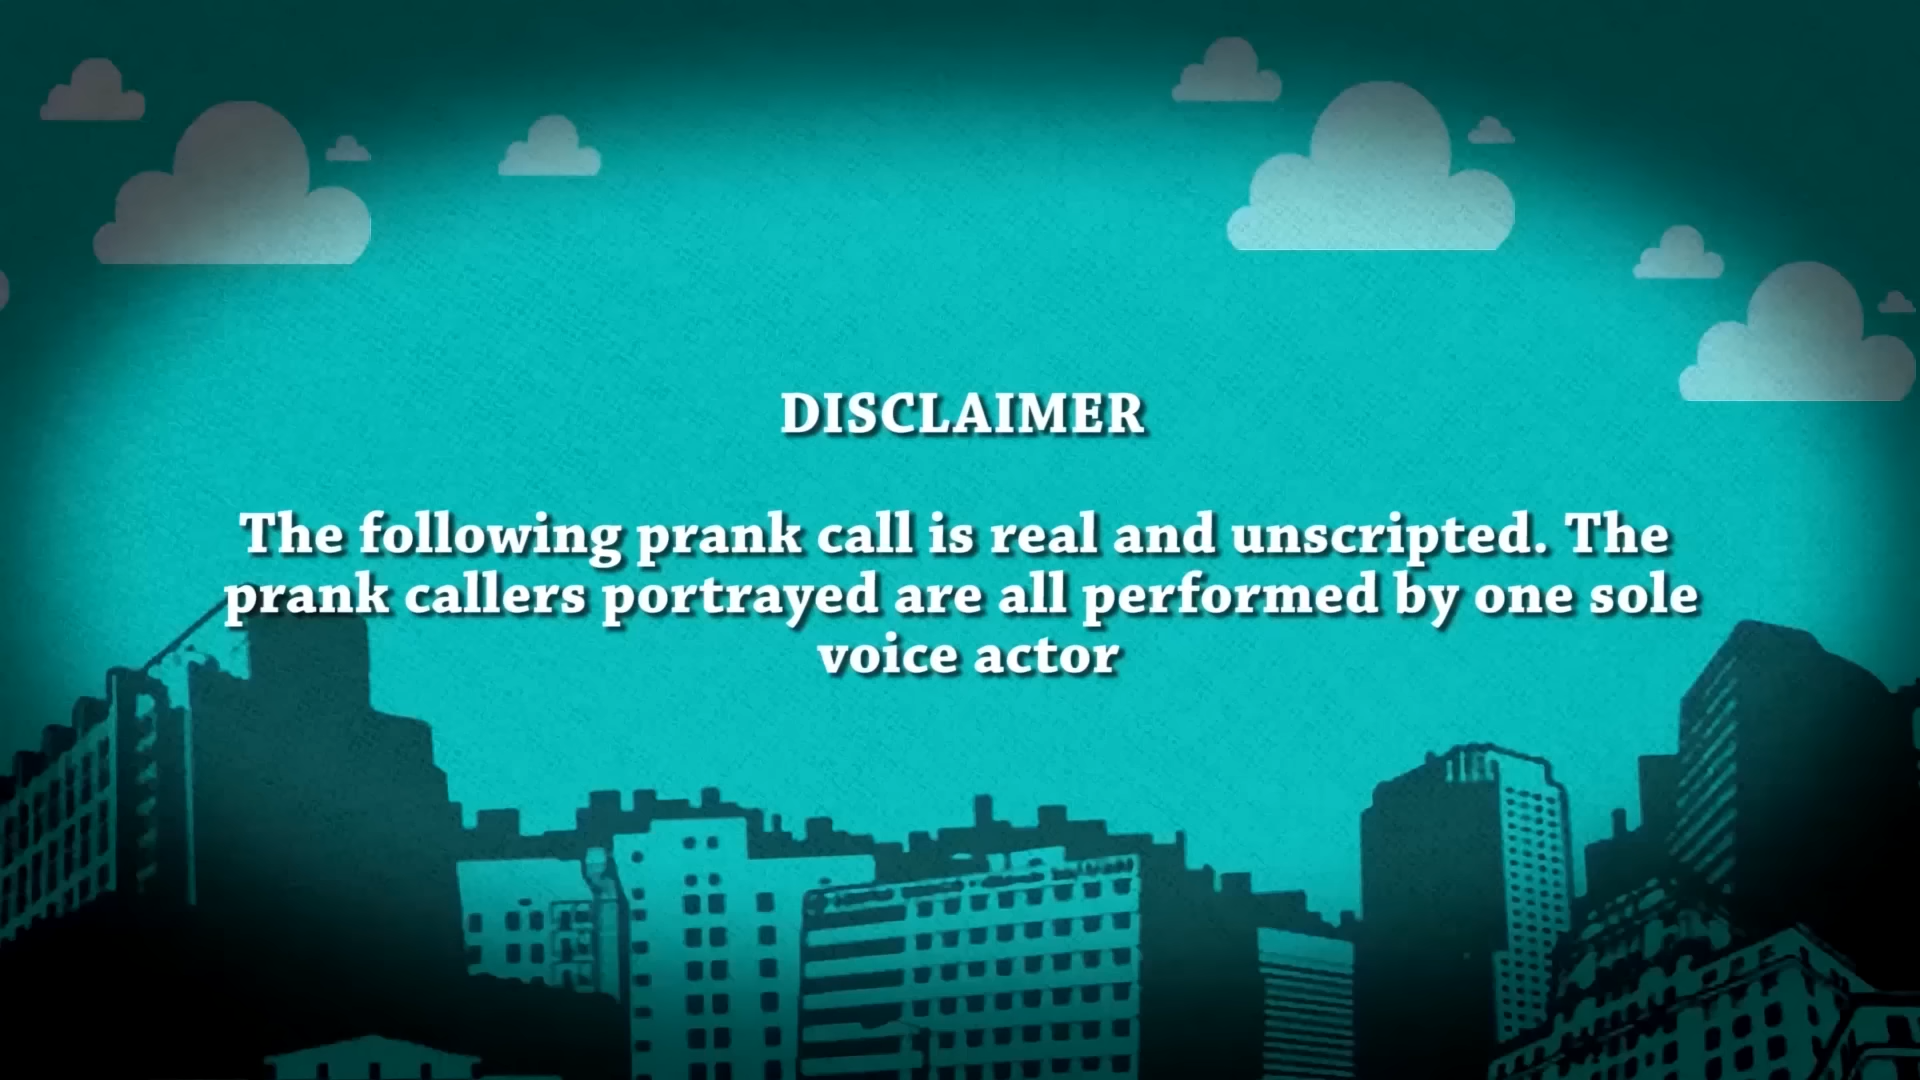 DISCLAIMER
The following prank call is real and unscripted. The
prank callers portrayed are all performed by one sole
voice actor